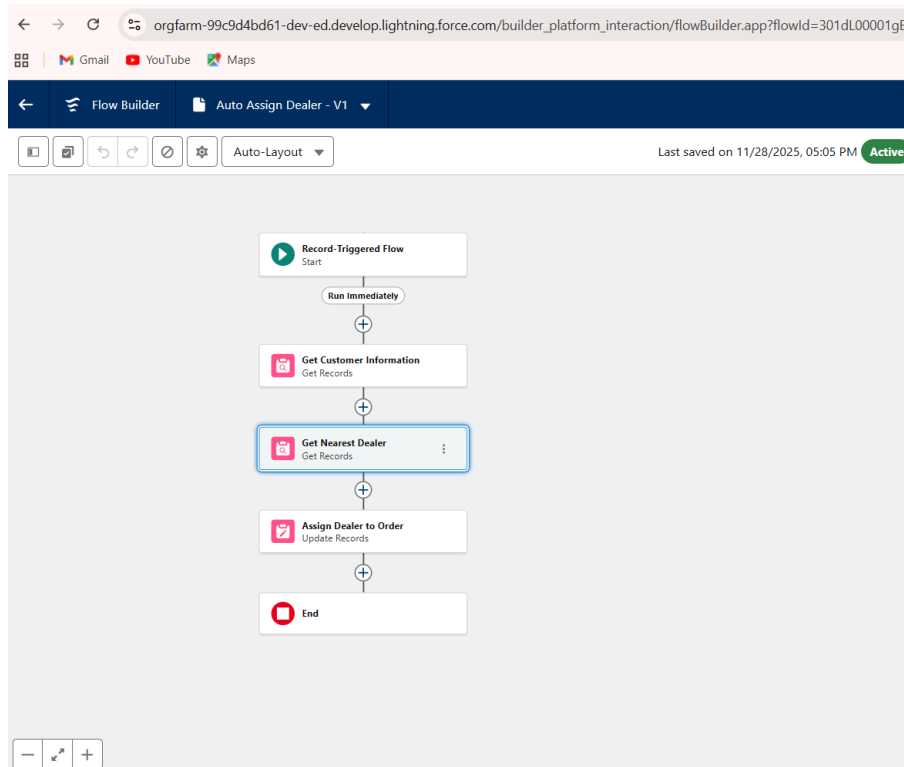 orgfarm-99c9d4bd61-dev-ed.develop.lightning.force.com/builder_platform_interaction/flowBuilder.app?flowId=301dL00001g
Gmail YouTube Maps
Flow Builder Auto Assign Dealer - V1
Auto-Layout Last saved on 11/28/2025, 05:05 PM Active
Record-Triggered Flow
Start
Run Immediately
Get Customer Information
Get Records
Get Nearest Dealer
Get Records
Assign Dealer to Order
Update Records
End